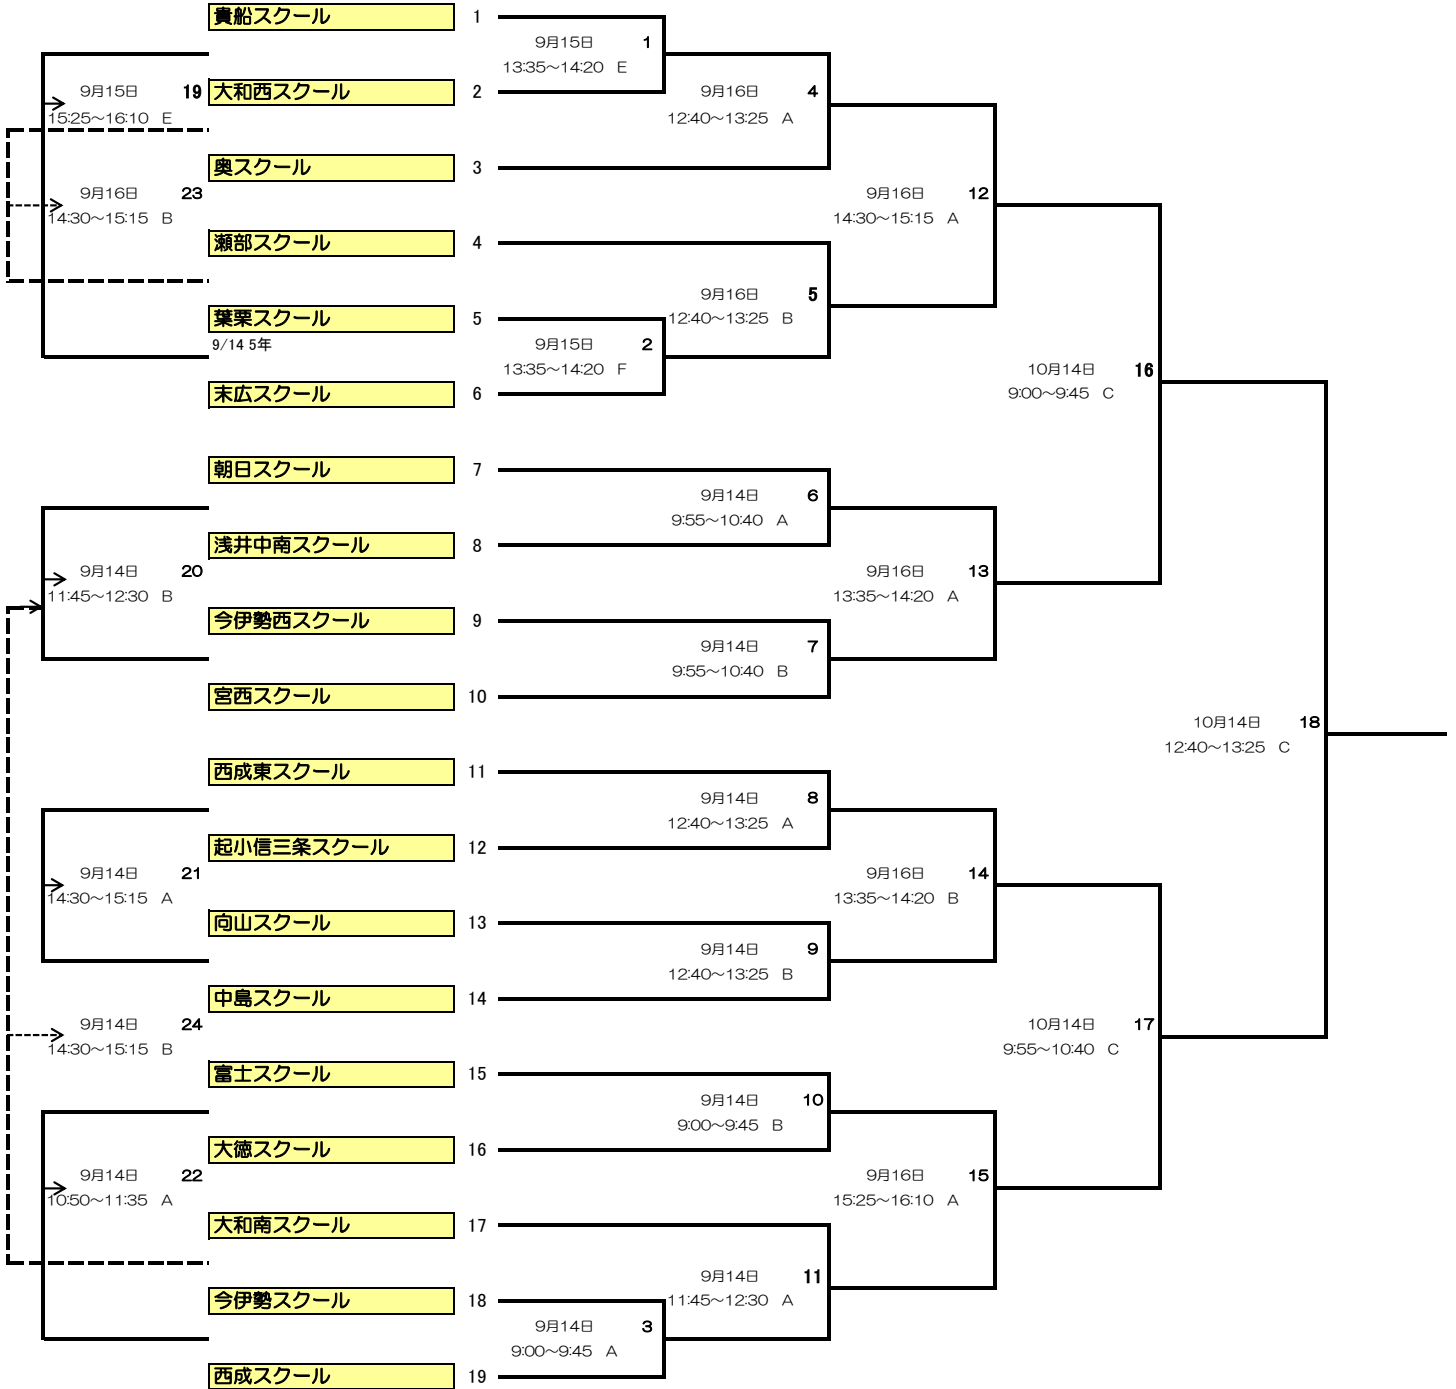 貴船スクール 1
9月15日 1
13:35～14:20 E
9月15日 19
15:25～16:10 E
大和西スクール 2
9月16日 4
12:40～13:25 A
奥スクール 3
9月16日 23
14:30～15:15 B
9月16日 12
14:30～15:15 A
瀬部スクール 4
9月16日 5
12:40～13:25 B
葉栗スクール 5
9/14 5年
9月15日 2
13:35～14:20 F
10月14日 16
9:00～9:45 C
末広スクール 6
朝日スクール 7
9月14日 6
9:55～10:40 A
浅井中南スクール 8
9月14日 20
11:45～12:30 B
9月16日 13
13:35～14:20 A
今伊勢西スクール 9
9月14日 7
9:55～10:40 B
宮西スクール 10
10月14日 18
12:40～13:25 C
西成東スクール 11
9月14日 8
12:40～13:25 A
起小信三条スクール 12
9月14日 21
14:30～15:15 A
9月16日 14
13:35～14:20 B
向山スクール 13
9月14日 9
12:40～13:25 B
中島スクール 14
9月14日 24
14:30～15:15 B
10月14日 17
9:55～10:40 C
富士スクール 15
9月14日 10
9:00～9:45 B
大徳スクール 16
9月14日 22
10:50～11:35 A
9月16日 15
15:25～16:10 A
大和南スクール 17
9月14日 11
11:45～12:30 A
今伊勢スクール 18
9月14日 3
9:00～9:45 A
西成スクール 19